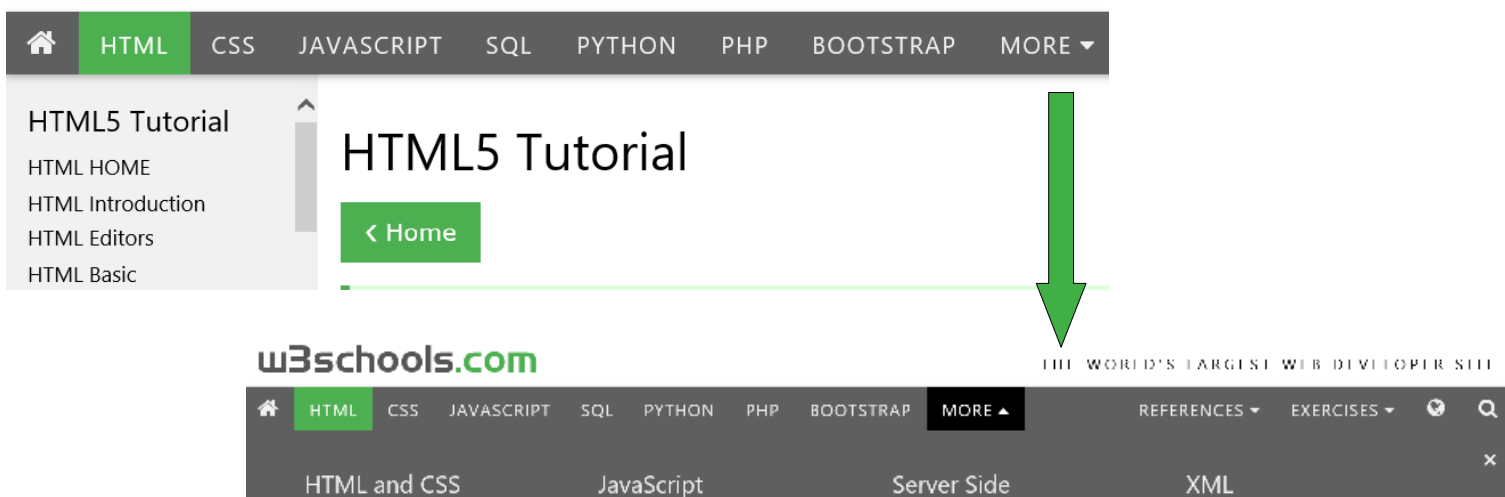 HTML CSS JAVASCRIPT SQL PYTHON PHP BOOTSTRAP MORE
HTML5 Tutorial
HTML HOME
HTML Introduction
HTML Editors
HTML Basic
HTML5 Tutorial
Home
w3schools.com
THE WORLD'S LARGEST WEB DEVELOPER SITE
HTML CSS JAVASCRIPT SQL PYTHON PHP BOOTSTRAP MORE REFERENCES EXERCISES
HTML and CSS JavaScript Server Side XML